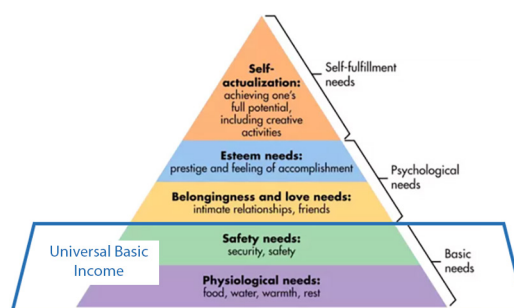 Self-
actualization:
achieving one's
full potential,
including creative
activities
Self-fulfillment
needs
Esteem needs:
prestige and feeling of accomplishment
Psychological
needs
Belongingness and love needs:
intimate relationships, friends
Universal Basic
Income
Safety needs:
security, safety
Basic
needs
Physiological needs:
food, water, warmth, rest